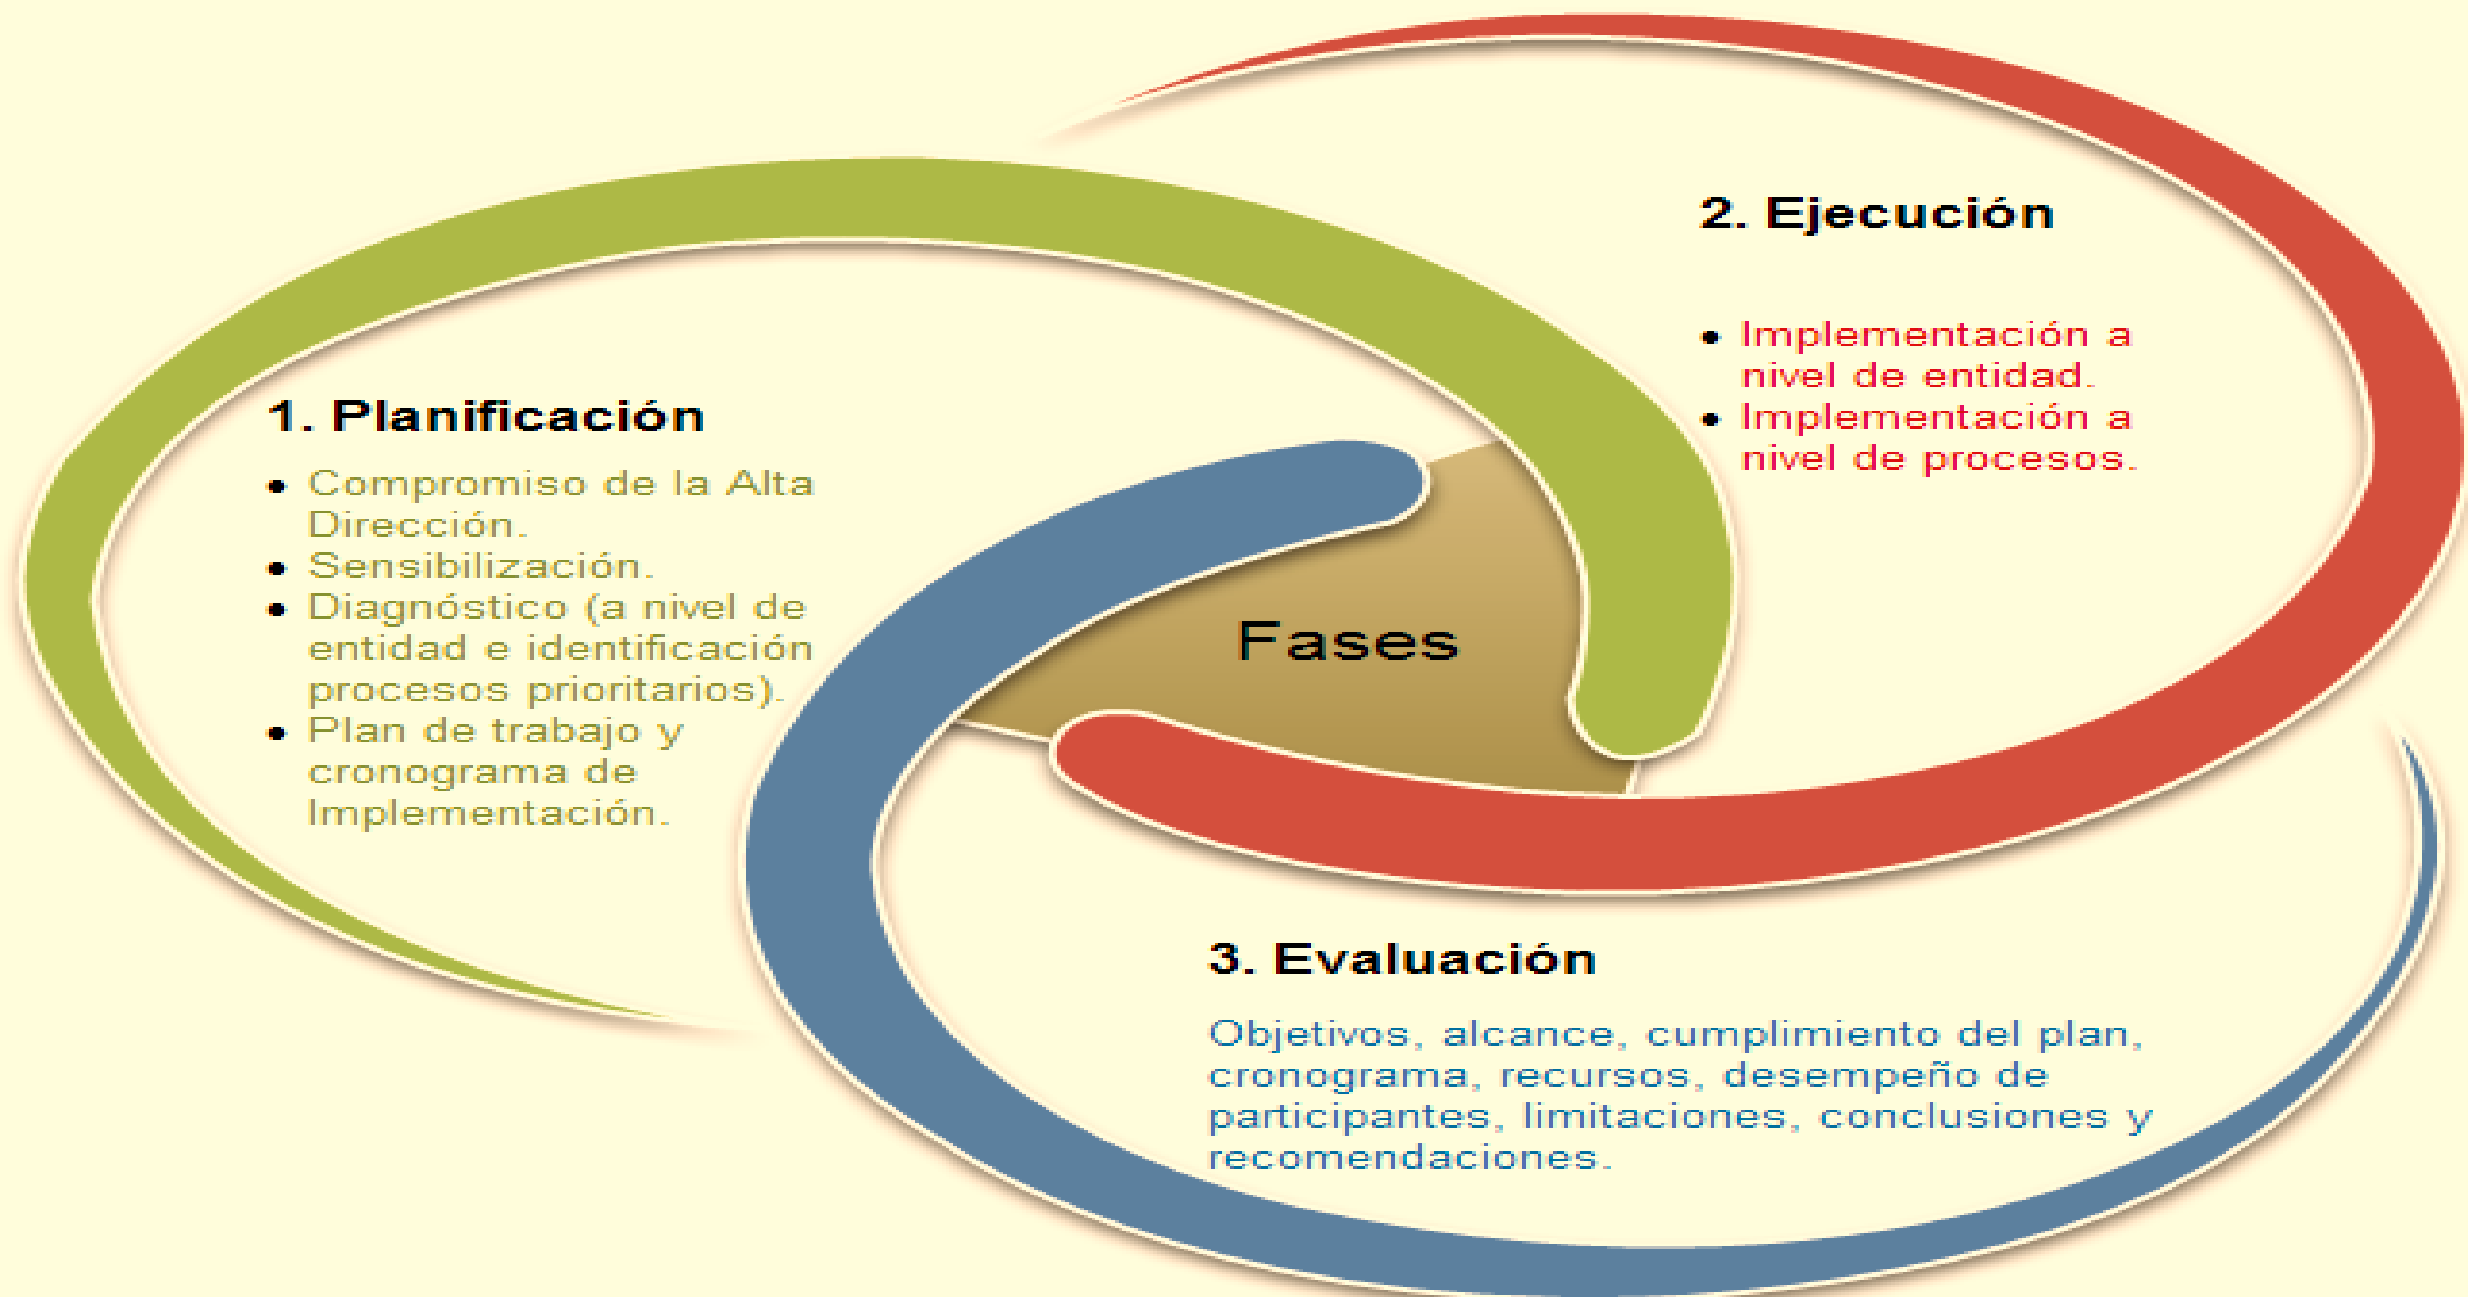 1. Planificación
• Compromiso de la Alta
Dirección.
• Sensibilización.
• Diagnóstico (a nivel de
entidad e identificación
procesos prioritarios).
• Plan de trabajo y
cronograma de
Implementación.
2. Ejecución
• Implementación a
nivel de entidad.
• Implementación a
nivel de procesos.
Fases
3. Evaluación
Objetivos, alcance, cumplimiento del plan,
cronograma, recursos, desempeño de
participantes, limitaciones, conclusiones y
recomendaciones.